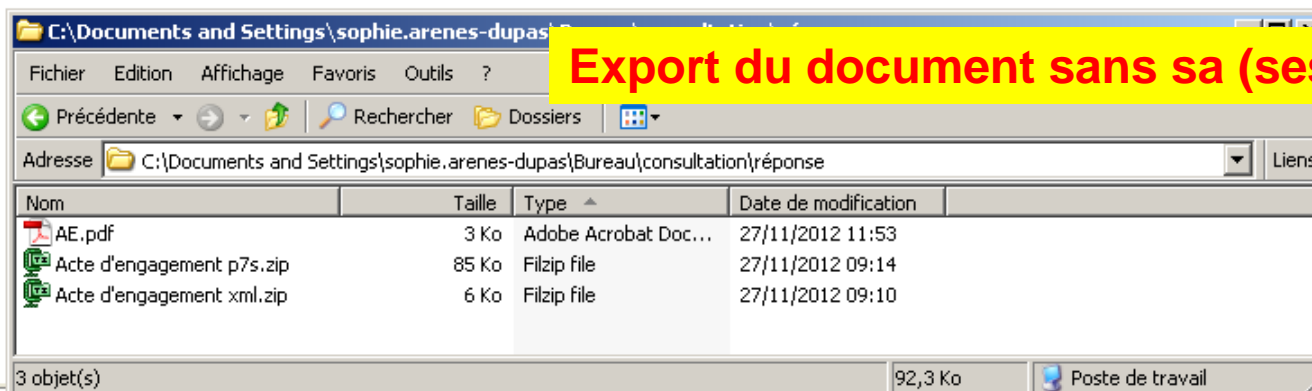 C:\Documents and Settings\sophie.arenes-dupas\
Export du document sans sa (ses
Fichier Edition Affichage Favoris Outils ?
Précédente Rechercher Dossiers
Adresse C:\Documents and Settings\sophie.arenes-dupas\Bureau\consultation\réponse Liens
Nom Taille Type Date de modification
AE.pdf 3 Ko Adobe Acrobat Doc... 27/11/2012 11:53
Acte d'engagement p7s.zip 85 Ko Filzip file 27/11/2012 09:14
Acte d'engagement xml.zip 6 Ko Filzip file 27/11/2012 09:10
3 objet(s) 92,3 Ko Poste de travail